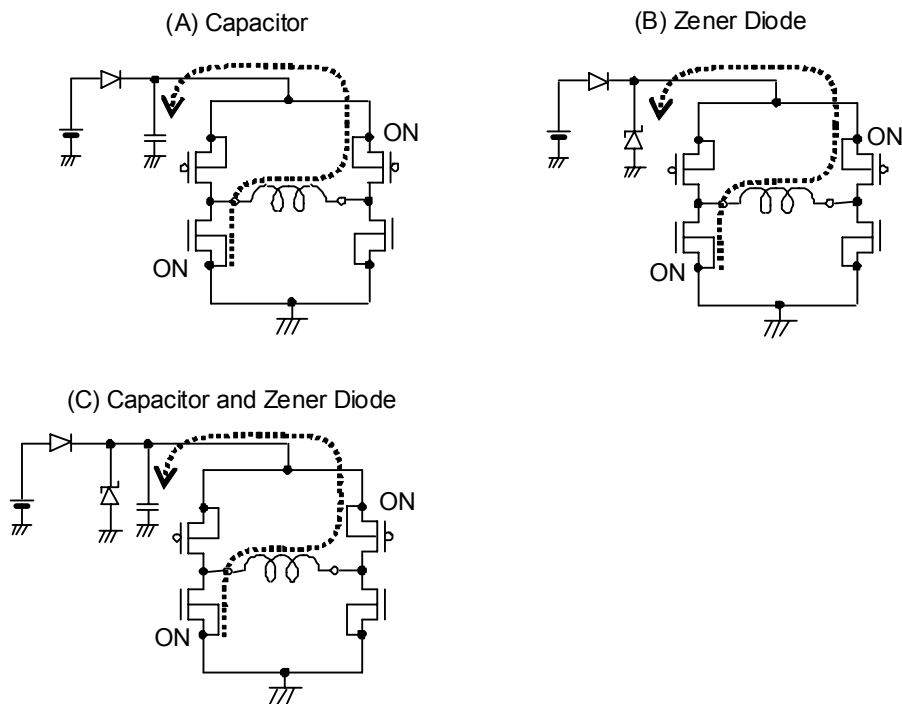 (A) Capacitor
(B) Zener Diode
ON
ON
ON
ON
(C) Capacitor and Zener Diode
ON
ON